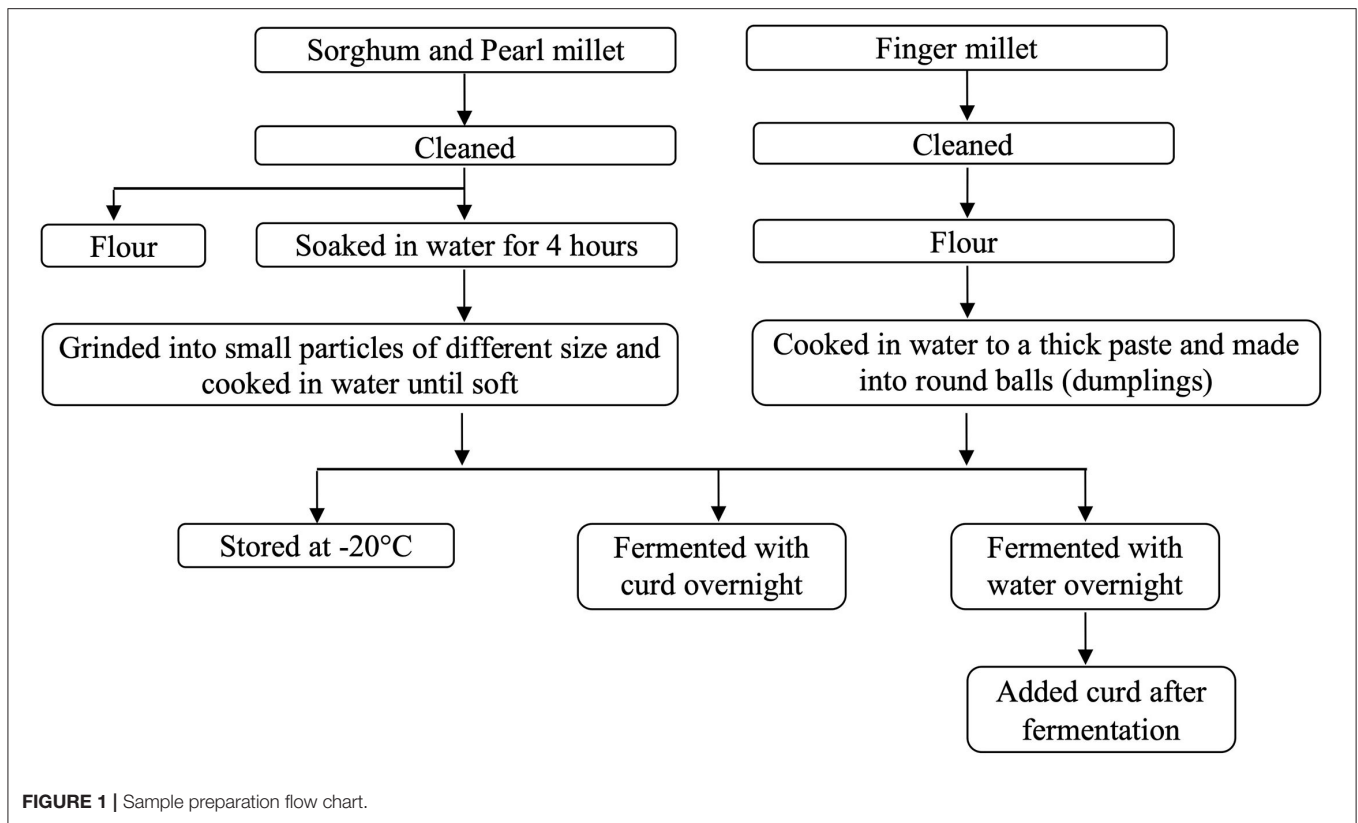 Sorghum and Pearl millet
Finger millet
Cleaned
Cleaned
Flour
Soaked in water for 4 hours
Flour
Grinded into small particles of different size and
cooked in water until soft
Cooked in water to a thick paste and made
into round balls (dumplings)
Stored at -20°C
Fermented with
curd overnight
Fermented with
water overnight
Added curd after
fermentation
FIGURE 1 | Sample preparation flow chart.